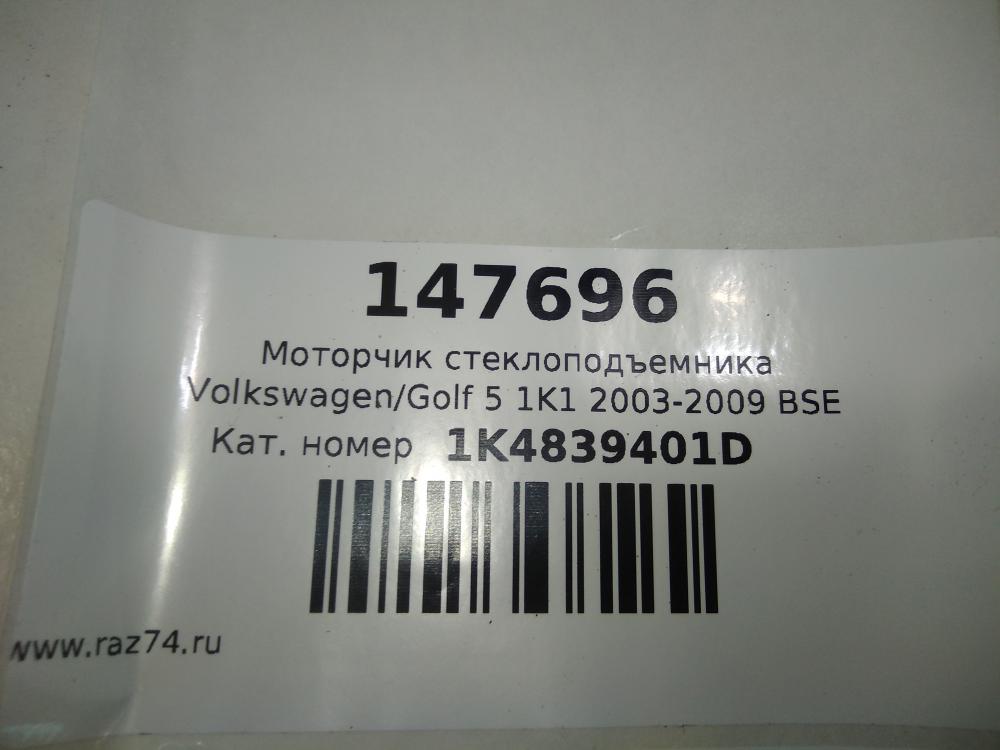 147696
Моторчик стеклоподъемника
Volkswagen/Golf 5 1K1 2003-2009 BSE
Кат. номер 1K4839401D
www.raz74.ru